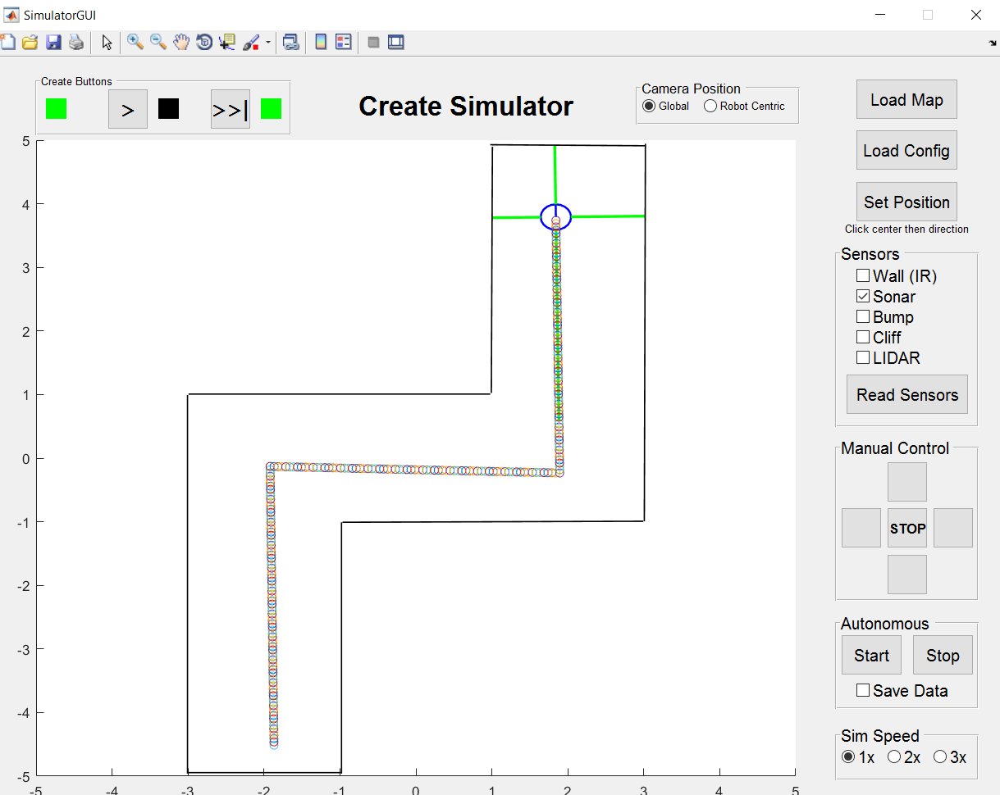 SimulatorGUI
Create Buttons
>
>>|
Create Simulator
Camera Position
Global
Robot Centric
Load Map
Load Config
Set Position
Click center then direction
Sensors
Wall (IR)
Sonar
Bump
Cliff
LIDAR
Read Sensors
Manual Control
STOP
Autonomous
Start
Stop
Save Data
Sim Speed
1x
2x
3x
5
4
3
2
1
0
-1
-2
-3
-4
-5
-5
-4
-3
-2
-1
0
1
2
3
4
5